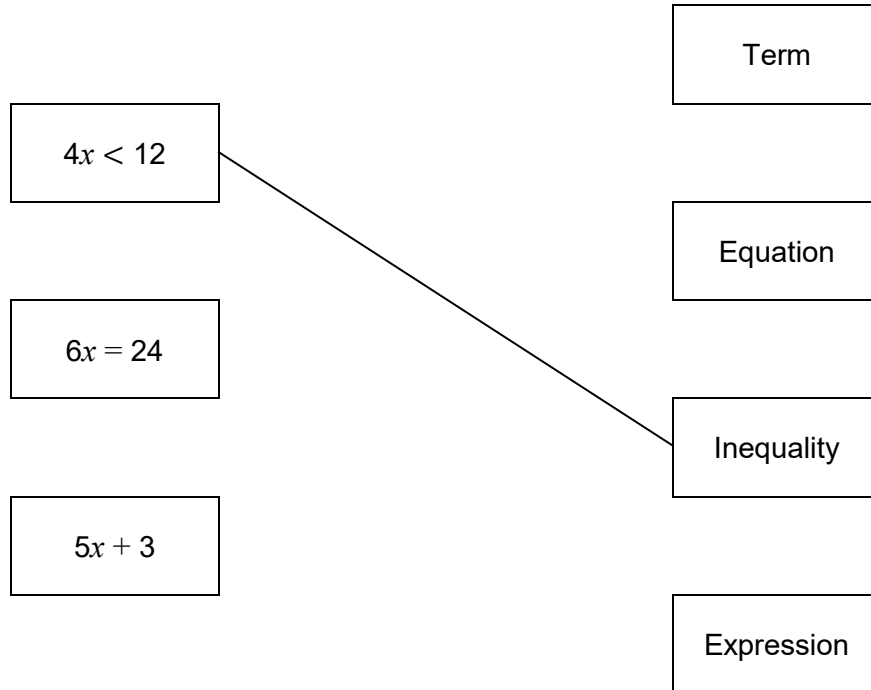 Term
4x < 12
Equation
6x = 24
Inequality
5x + 3
Expression